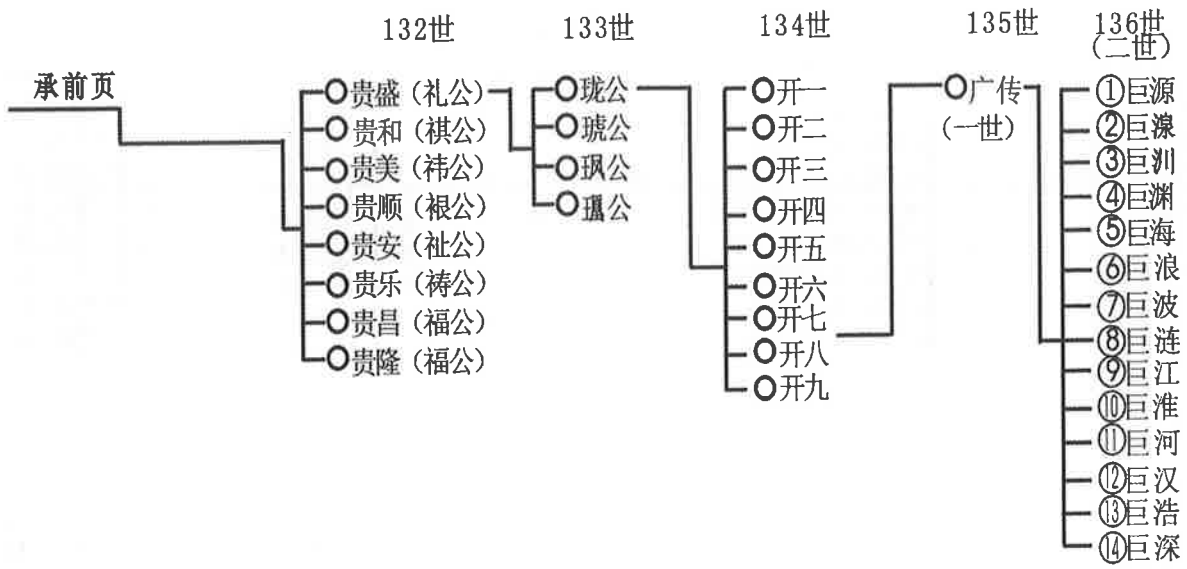 132世 133世 134世 135世 136世
(二世)
承前页
贵盛(礼公)
贵和(祺公)
贵美(祎公)
贵顺(裉公)
贵安(祉公)
贵乐(祷公)
贵昌(福公)
贵隆(福公)
珑公
琥公
珮公
公
开一
开二
开三
开四
开五
开六
开七
开八
开九
广传
(一世)
①巨源
②巨湶
③巨汌
④巨渊
⑤巨海
⑥巨浪
⑦巨波
⑧巨涟
⑨巨江
⑩巨淮
⑪巨河
⑫巨汉
⑬巨浩
⑭巨深